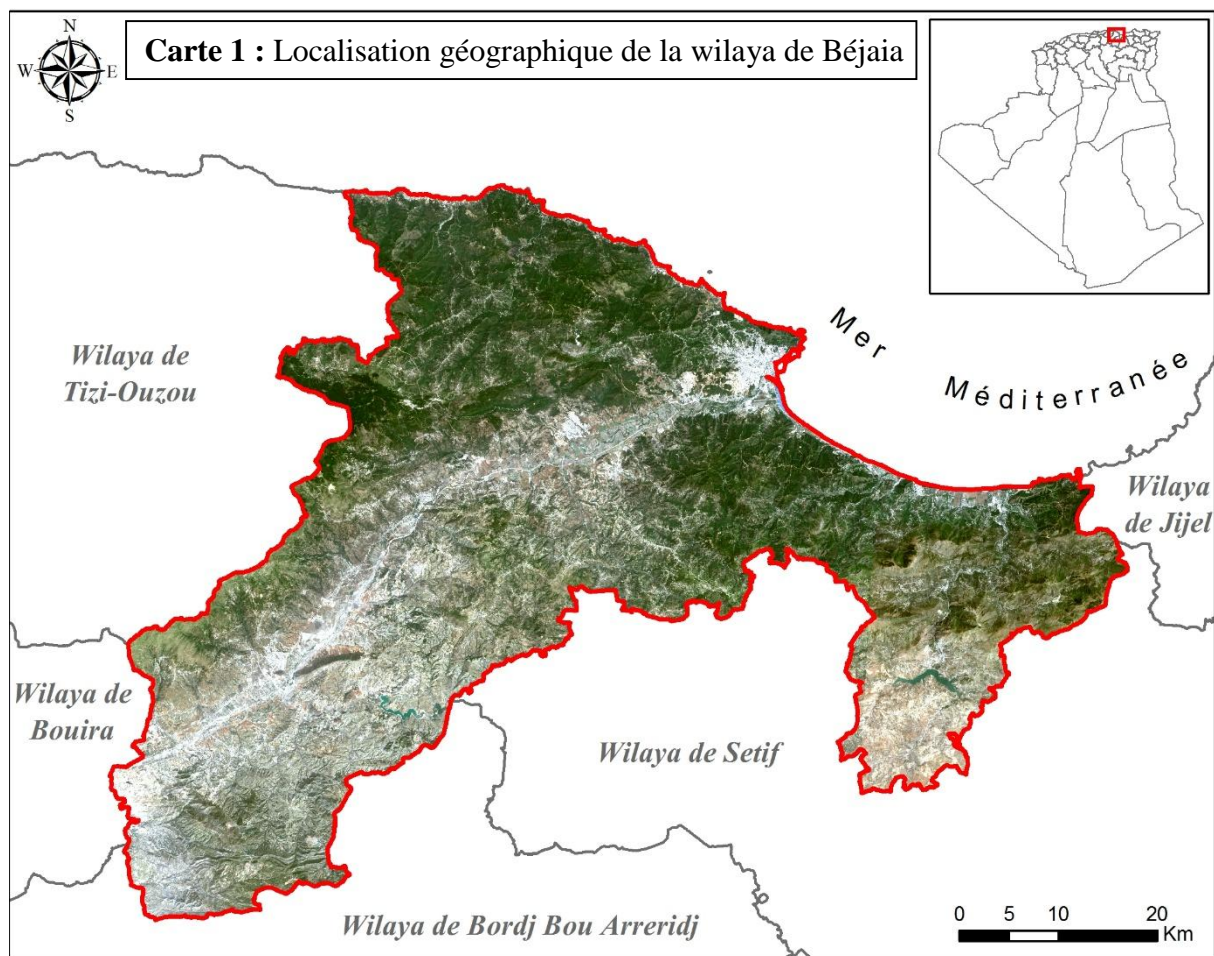 N
W E
S
Carte 1 : Localisation géographique de la wilaya de Béjaia
Mer Méditerranée
Wilaya de
Tizi-Ouzou
Wilaya
de Jijel
Wilaya de
Bouira
Wilaya de Setif
Wilaya de Bordj Bou Arreridj
0 5 10 20
Km